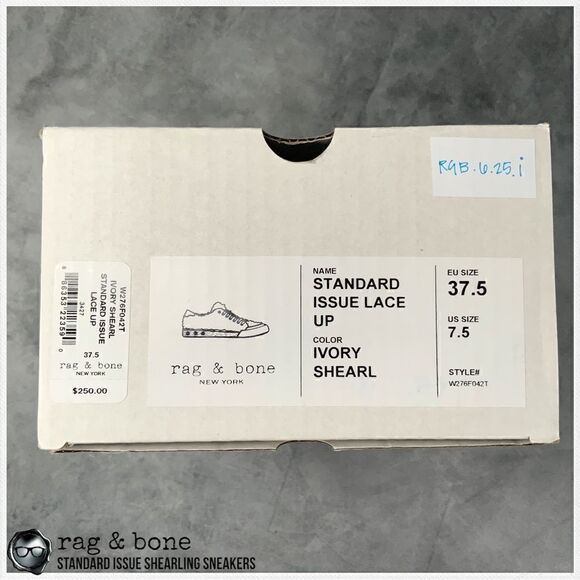 RGB.6.25.i
W276F042T
IVORY SHEARL
STANDARD ISSUE
LACE UP
3427
37.5
rag & bone
NEW YORK
$250.00
rag & bone
NEW YORK
NAME
STANDARD
ISSUE LACE
UP
COLOR
IVORY
SHEARL
EU SIZE
37.5
US SIZE
7.5
STYLE#
W276F042T
rag & bone
STANDARD ISSUE SHEARLING SNEAKERS